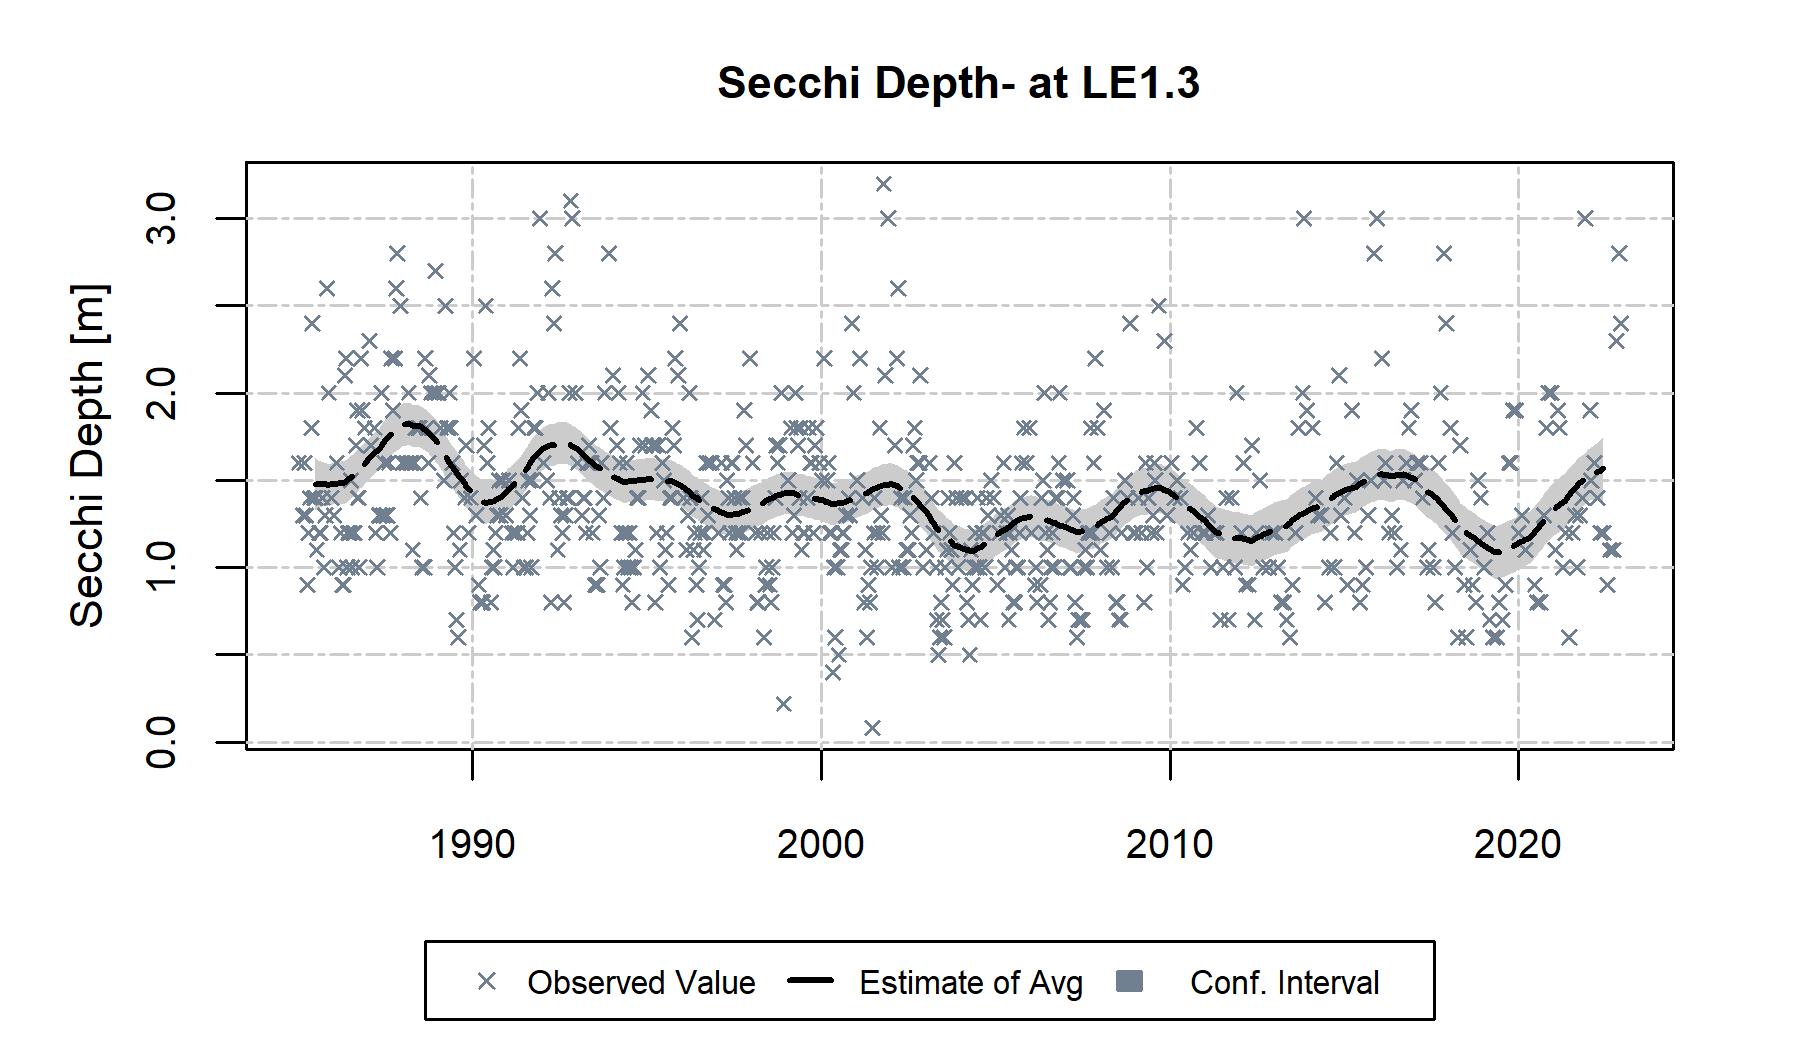 Secchi Depth- at LE1.3
Secchi Depth [m]
3.0
2.0
1.0
0.0
1990 2000 2010 2020
Observed Value Estimate of Avg Conf. Interval